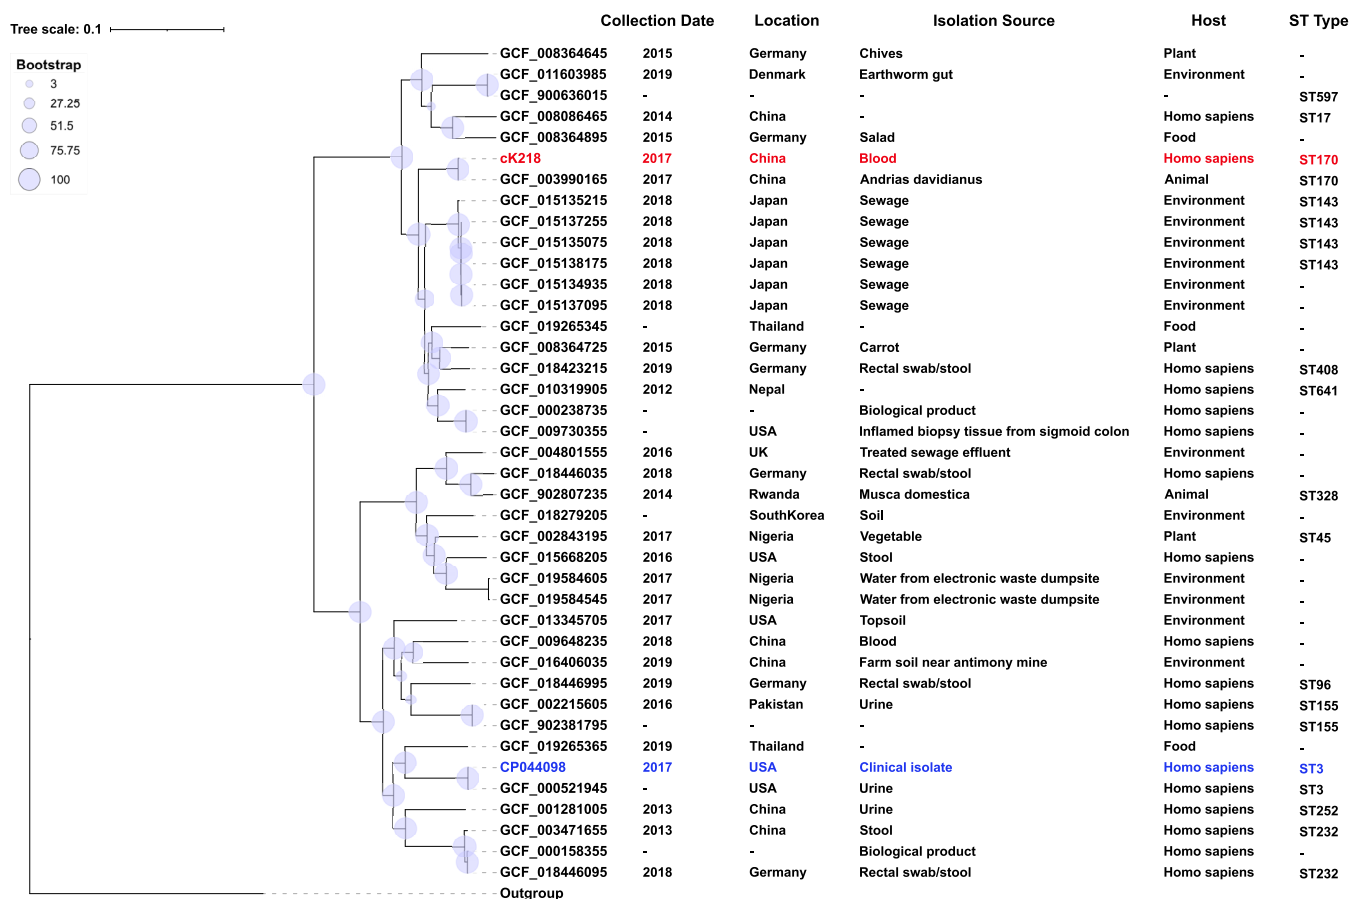 Collection Date Location Isolation Source Host ST Type
Tree scale: 0.1
Bootstrap
3
27.25
51.5
75.75
100
GCF_008364645 2015 Germany Chives Plant -
GCF_011603985 2019 Denmark Earthworm gut Environment -
GCF_900636015 - - - - ST597
GCF_008086465 2014 China - Homo sapiens ST17
GCF_008364895 2015 Germany Salad Food -
cK218 2017 China Blood Homo sapiens ST170
GCF_003990165 2017 China Andrias davidianus Animal ST170
GCF_015135215 2018 Japan Sewage Environment ST143
GCF_015137255 2018 Japan Sewage Environment ST143
GCF_015135075 2018 Japan Sewage Environment ST143
GCF_015138175 2018 Japan Sewage Environment ST143
GCF_015134935 2018 Japan Sewage Environment -
GCF_015137095 2018 Japan Sewage Environment -
GCF_019265345 - Thailand - Food -
GCF_008364725 2015 Germany Carrot Plant -
GCF_018423215 2019 Germany Rectal swab/stool Homo sapiens ST408
GCF_010319905 2012 Nepal - Homo sapiens ST641
GCF_000238735 - - Biological product Homo sapiens -
GCF_009730355 - USA Inflamed biopsy tissue from sigmoid colon Homo sapiens -
GCF_004801555 2016 UK Treated sewage effluent Environment -
GCF_018446035 2018 Germany Rectal swab/stool Homo sapiens -
GCF_902807235 2014 Rwanda Musca domestica Animal ST328
GCF_018279205 - SouthKorea Soil Environment -
GCF_002843195 2017 Nigeria Vegetable Plant ST45
GCF_015668205 2016 USA Stool Homo sapiens -
GCF_019584605 2017 Nigeria Water from electronic waste dumpsite Environment -
GCF_019584545 2017 Nigeria Water from electronic waste dumpsite Environment -
GCF_013345705 2017 USA Topsoil Environment -
GCF_009648235 2018 China Blood Homo sapiens -
GCF_016406035 2019 China Farm soil near antimony mine Environment -
GCF_018446995 2019 Germany Rectal swab/stool Homo sapiens ST96
GCF_002215605 2016 Pakistan Urine Homo sapiens ST155
GCF_902381795 - - - Homo sapiens ST155
GCF_019265365 2019 Thailand - Food -
CP044098 2017 USA Clinical isolate Homo sapiens ST3
GCF_000521945 - USA Urine Homo sapiens ST3
GCF_001281005 2013 China Urine Homo sapiens ST252
GCF_003471655 2013 China Stool Homo sapiens ST232
GCF_000158355 - - Biological product Homo sapiens -
GCF_018446095 2018 Germany Rectal swab/stool Homo sapiens ST232
Outgroup